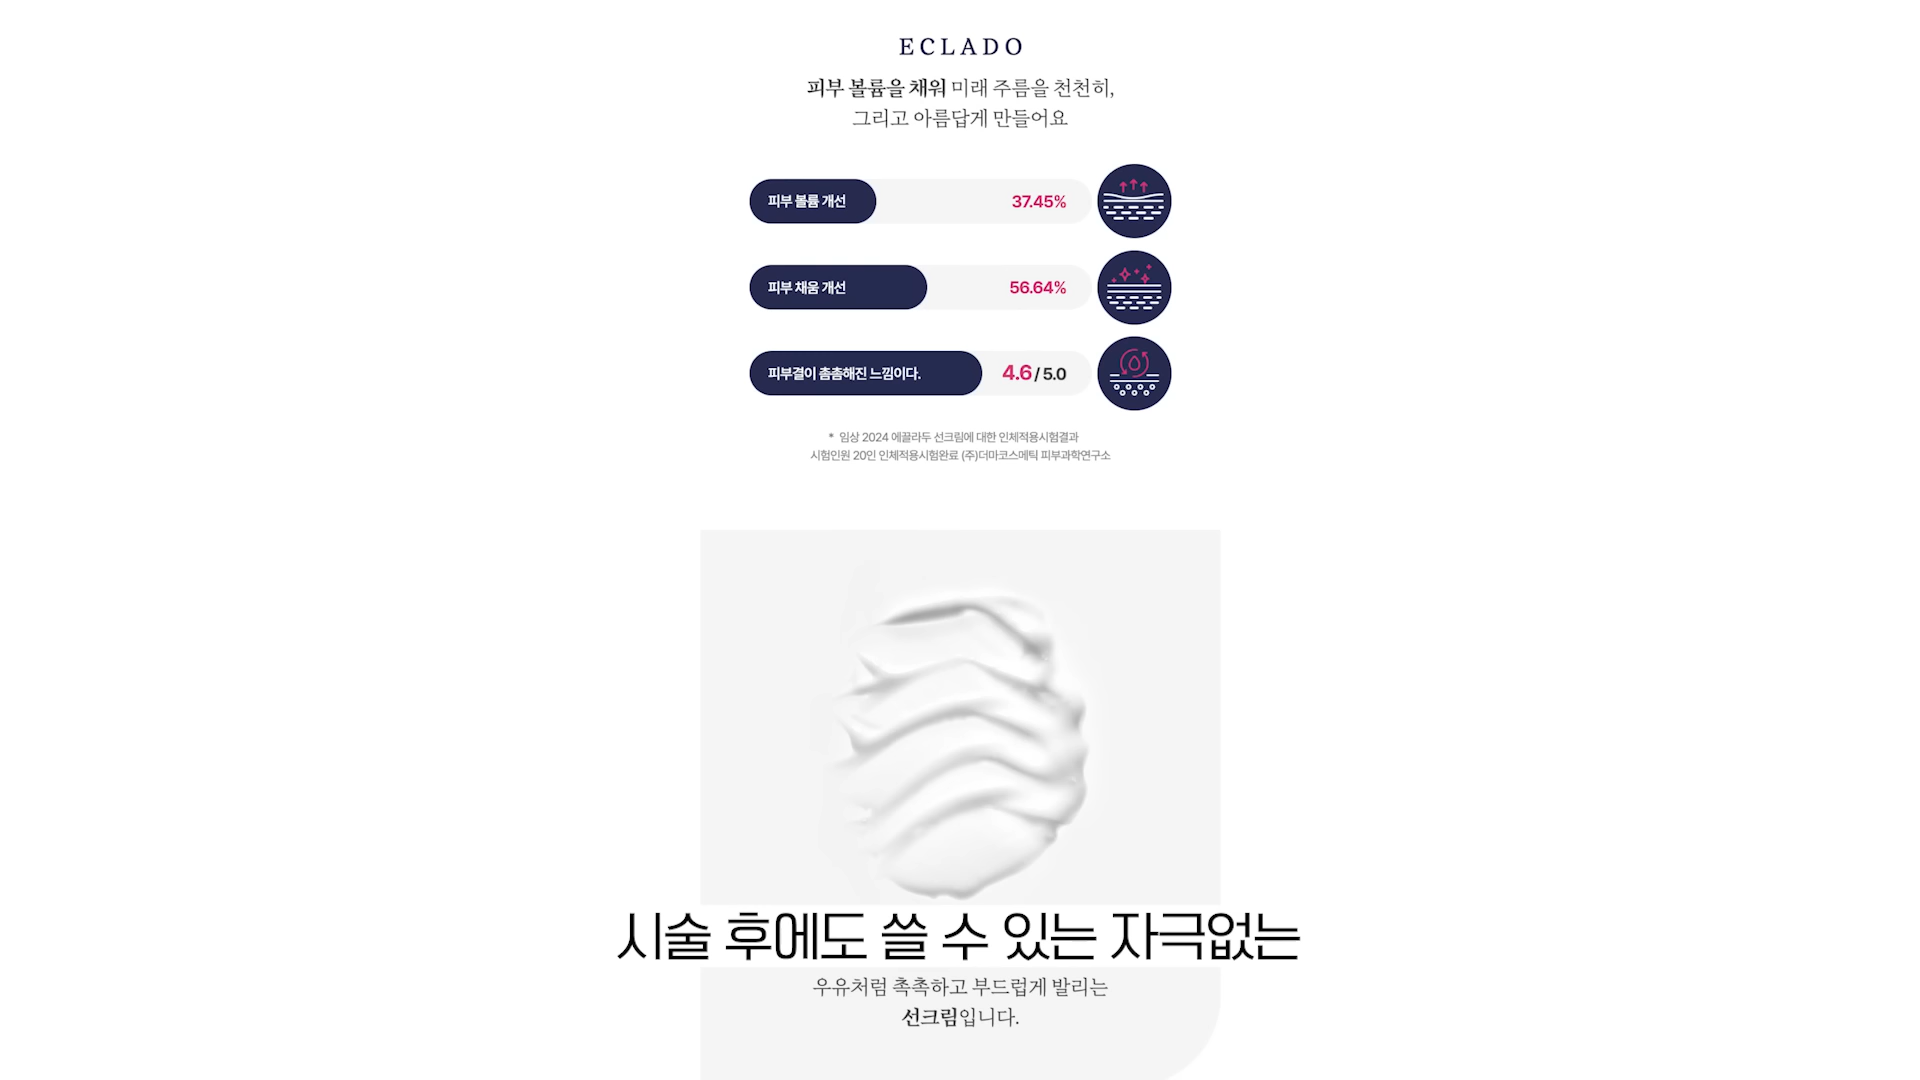 ECLADO
피부 볼륨을 채워 미래 주름을 천천히,
그리고 아름답게 만들어요
피부 볼륨 개선 37.45%
피부 채움 개선 56.64%
피부결이 촘촘해진 느낌이다. 4.6 / 5.0
* 임상 2024 에끌라두 선크림에 대한 인체적용시험결과
시험인원 20인 인체적용시험완료 (주)더마코스메틱 피부과학연구소
시술 후에도 쓸 수 있는 자극없는
우유처럼 촉촉하고 부드럽게 발리는
선크림입니다.